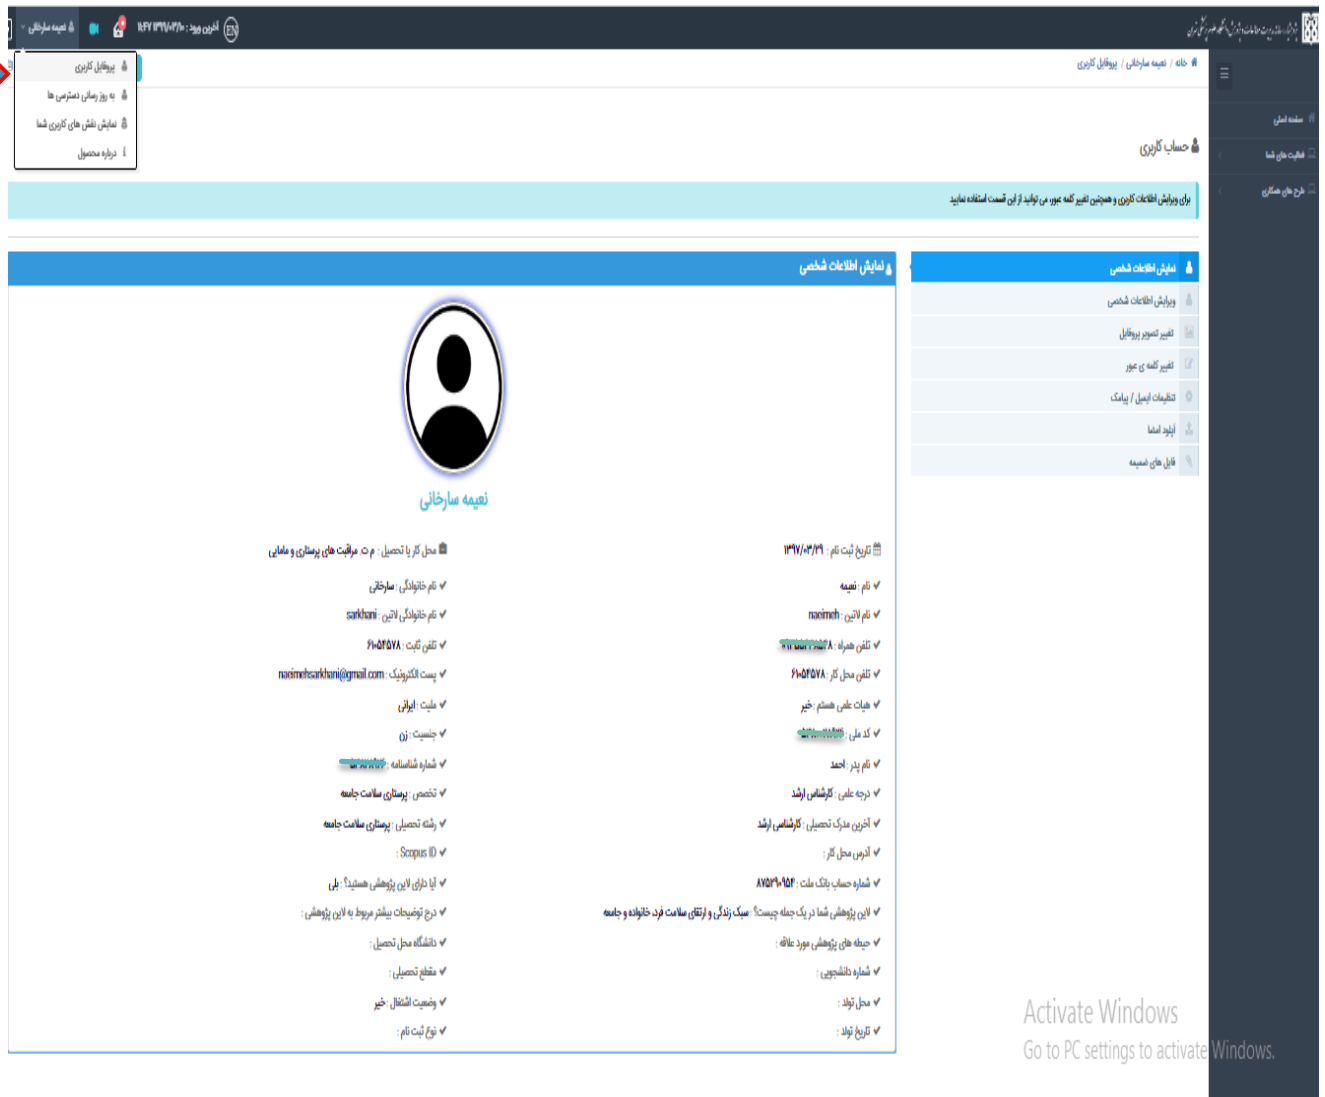 آخرین ورود : ۱۳۹۹/۰۳/۱۰ ۱۱:۴۷
EN
نعیمه سارخانی
پروفایل کاربری
به روز رسانی دسترسی ها
نمایش نقش های کاربری شما
درباره محصول
خانه / نعیمه سارخانی / پروفایل کاربری
صفحه اصلی
فعالیت های شما
طرح های همکاری
حساب کاربری
برای ویرایش اطلاعات کاربری و همچنین تغییر کلمه عبور، می توانید از این قسمت استفاده نمایید
نمایش اطلاعات شخصی
ویرایش اطلاعات شخصی
تغییر تصویر پروفایل
تغییر کلمه ی عبور
تنظیمات ایمیل / پیامک
آپلود امضا
فایل های ضمیمه
نمایش اطلاعات شخصی
نعیمه سارخانی
تاریخ ثبت نام : ۱۳۹۷/۰۳/۲۹
محل کار یا تحصیل : م ت. مراقبت های پرستاری و مامایی
نام : نعیمه
نام خانوادگی : سارخانی
نام لاتین : naeimeh
نام خانوادگی لاتین : sarkhani
تلفن همراه :
تلفن ثابت : ۶۱۰۵۴۵۷۸
تلفن محل کار : ۶۱۰۵۴۵۷۸
پست الکترونیک : naeimehsarkhani@gmail.com
هیات علمی هستم : خیر
ملیت : ایرانی
کد ملی :
جنسیت : زن
نام پدر : احمد
شماره شناسنامه :
درجه علمی : کارشناس ارشد
تخصص : پرستاری سلامت جامعه
آخرین مدرک تحصیلی : کارشناسی ارشد
رشته تحصیلی : پرستاری سلامت جامعه
آدرس محل کار :
Scopus ID :
شماره حساب بانک ملت :
آیا دارای لاین پژوهشی هستید؟ : بلی
لاین پژوهشی شما در یک جمله چیست؟ : سبک زندگی و ارتقای سلامت فرد، خانواده و جامعه
درج توضیحات بیشتر مربوط به لاین پژوهشی :
حیطه های پژوهشی مورد علاقه :
دانشگاه محل تحصیل :
شماره دانشجویی :
مقطع تحصیلی :
محل تولد :
وضعیت اشتغال : خیر
تاریخ تولد :
نوع ثبت نام :
Activate Windows
Go to PC settings to activate Windows.